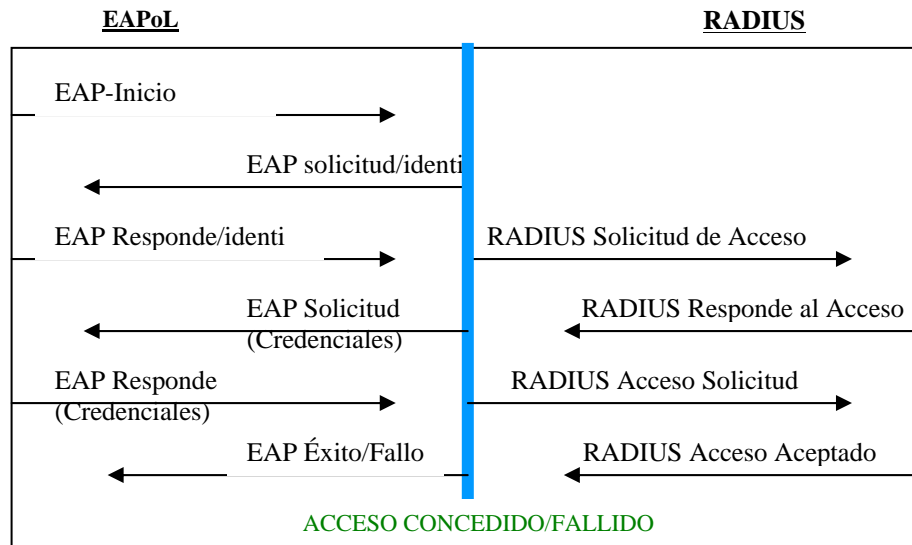 EAPoL
RADIUS
EAP-Inicio
EAP solicitud/identi
EAP Responde/identi
RADIUS Solicitud de Acceso
EAP Solicitud
(Credenciales)
RADIUS Responde al Acceso
EAP Responde
(Credenciales)
RADIUS Acceso Solicitud
EAP Éxito/Fallo
RADIUS Acceso Aceptado
ACCESO CONCEDIDO/FALLIDO